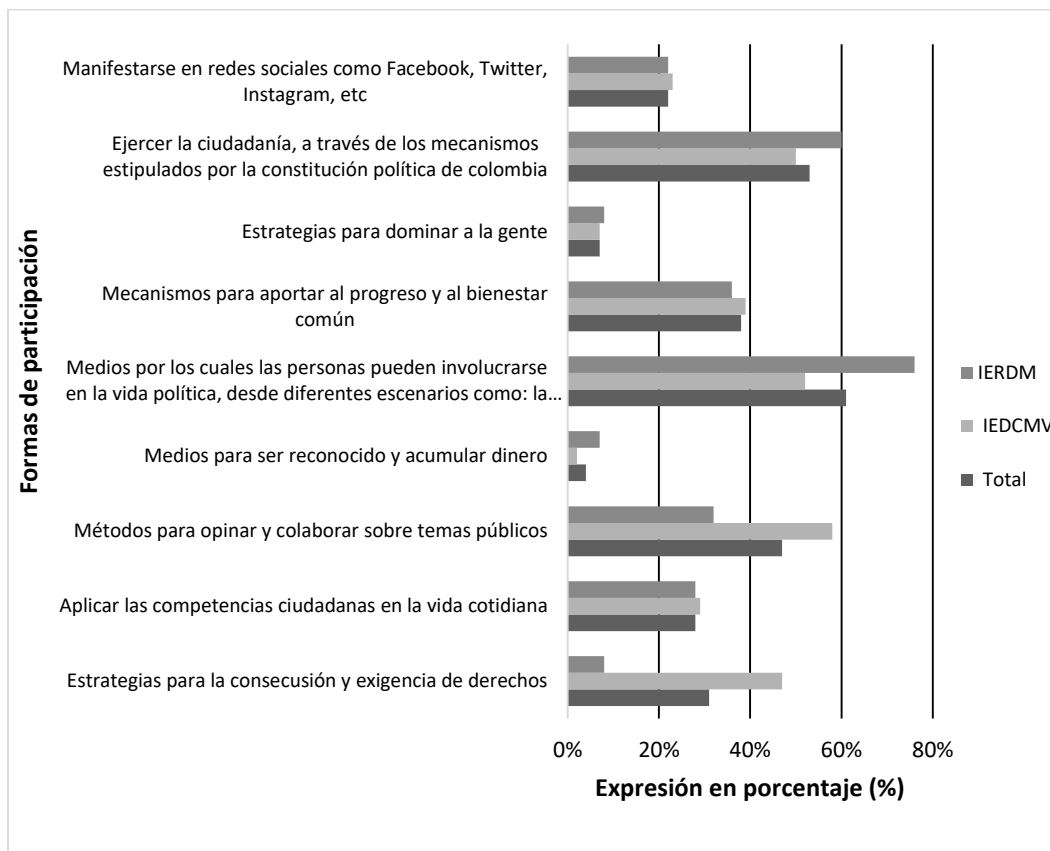 Manifestarse en redes sociales como Facebook, Twitter,
Instagram, etc
Ejercer la ciudadanía, a través de los mecanismos
estipulados por la constitución política de colombia
Estrategias para dominar a la gente
Mecanismos para aportar al progreso y al bienestar
común
Medios por los cuales las personas pueden involucrarse
en la vida política, desde diferentes escenarios como: la…
Medios para ser reconocido y acumular dinero
Métodos para opinar y colaborar sobre temas públicos
Aplicar las competencias ciudadanas en la vida cotidiana
Estrategias para la consecusión y exigencia de derechos
Formas de participación
0% 20% 40% 60% 80%
Expresión en porcentaje (%)
IERDM
IEDCMV
Total